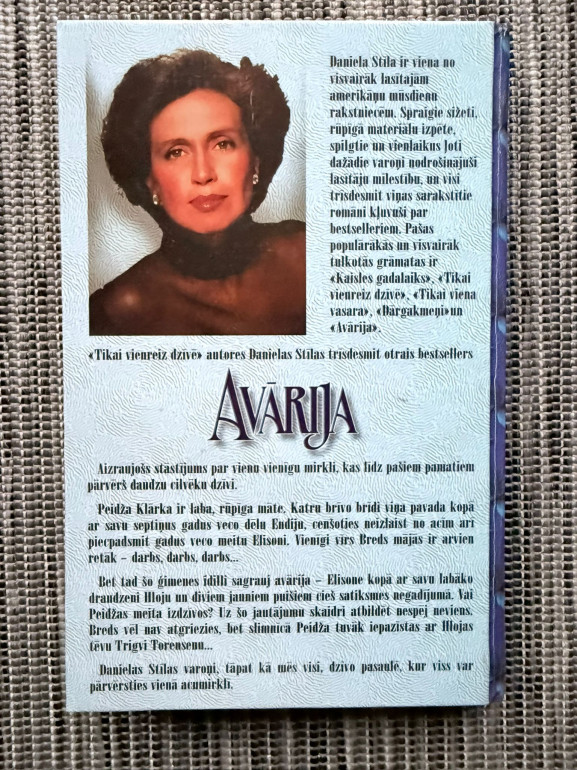 Daniela Stīla ir viena no
visvairāk lasītajām
amerikāņu mūsdienu
rakstniecēm. Spraigie sižeti,
rūpīgā materiālu izpēte,
spilgtie un vienlaikus ļoti
dažādie varoņi nodrošinājuši
lasītāju mīlestību, un visi
trīsdesmit viņas sarakstītie
romāni kļuvuši par
bestselleriem. Pašas
populārākās un visvairāk
tulkotās grāmatas ir
«Kaisles gadalaiks», «Tikai
vienreiz dzīvē», «Tikai viena
vasara», «Dārgakmeņi» un
«Avārija».
«Tikai vienreiz dzīvē» autores Danielas Stīlas trīsdesmit otrais bestsellers
AVĀRIJA
Aizraujošs stāstījums par vienu vienīgu mirkli, kas līdz pašiem pamatiem
pārvērš daudzu cilvēku dzīvi.
Peidža Klārka ir laba, rūpīga māte. Katru brīvo brīdi viņa pavada kopā
ar savu septiņus gadus veco dēlu Endiju, cenšoties neizlaist no acīm arī
piecpadsmit gadus veco meitu Elisoni. Vienīgi vīrs Breds mājās ir arvien
retāk – darbs, darbs, darbs...
Bet tad šo ģimenes idilli sagrauj avārija – Elisone kopā ar savu labāko
draudzeni Hloju un diviem jauniem puišiem cieš satiksmes negadījumā. Vai
Peidžas meita izdzīvos? Uz šo jautājumu skaidri atbildēt nespēj neviens.
Breds vēl nav atgriezies, bet slimnīcā Peidža tuvāk iepazīstas ar Hlojas
tēvu Trigvi Torensenu...
Danielas Stīlas varoņi, tāpat kā mēs visi, dzīvo pasaulē, kur viss var
pārvērsties vienā acumirklī.